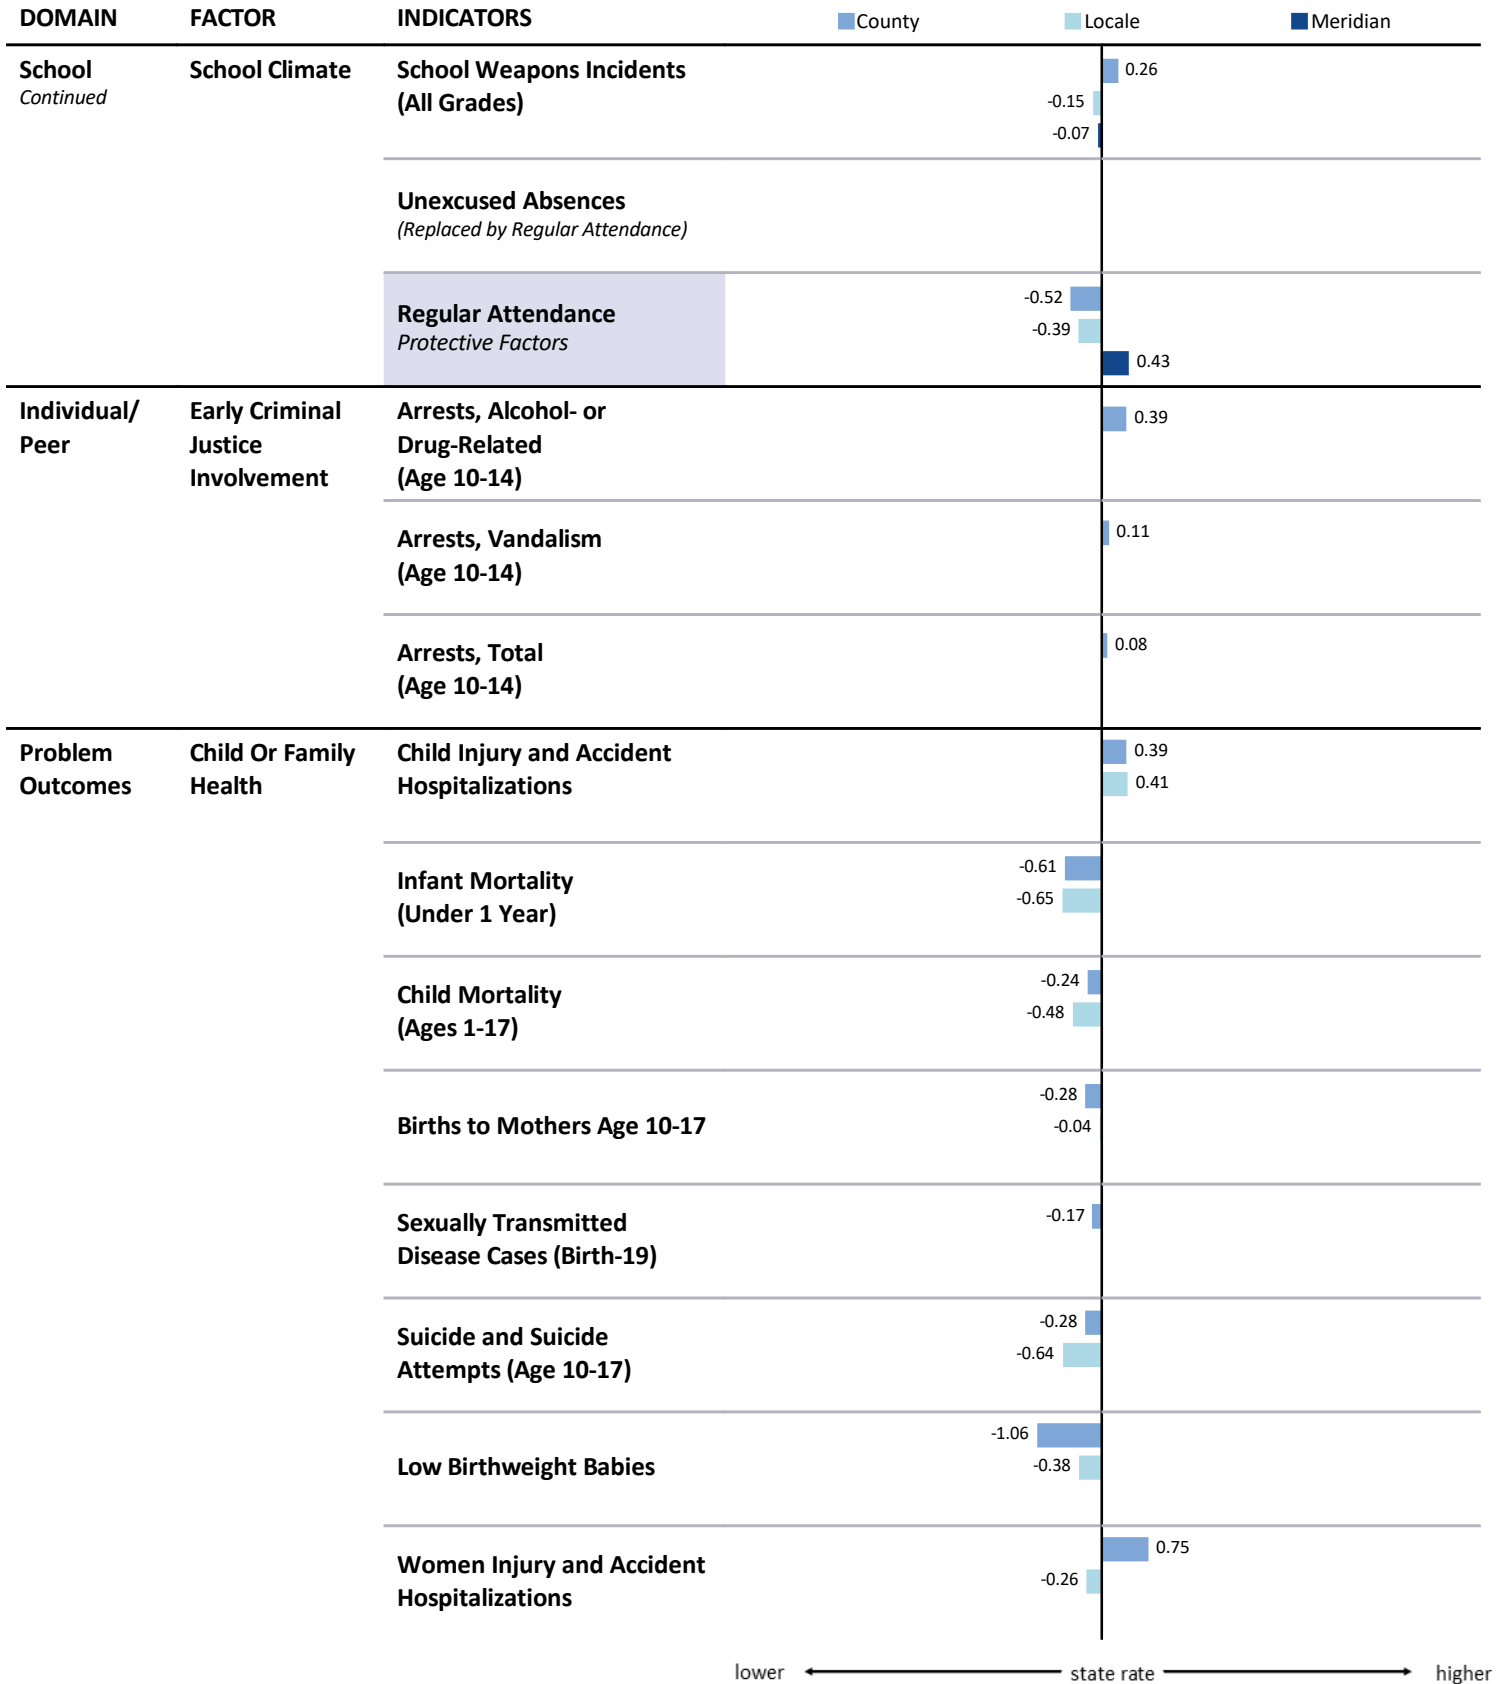 DOMAIN FACTOR INDICATORS County Locale Meridian
School School Climate School Weapons Incidents 0.26
Continued (All Grades) -0.15
-0.07
Unexcused Absences
(Replaced by Regular Attendance)
-0.52
Regular Attendance -0.39
Protective Factors 0.43
Individual/ Early Criminal Arrests, Alcohol- or 0.39
Peer Justice Drug-Related
Involvement (Age 10-14)
Arrests, Vandalism 0.11
(Age 10-14)
Arrests, Total 0.08
(Age 10-14)
Problem Child Or Family Child Injury and Accident 0.39
Outcomes Health Hospitalizations 0.41
-0.61
Infant Mortality -0.65
(Under 1 Year)
-0.24
Child Mortality -0.48
(Ages 1-17)
-0.28
Births to Mothers Age 10-17 -0.04
Sexually Transmitted -0.17
Disease Cases (Birth-19)
-0.28
Suicide and Suicide -0.64
Attempts (Age 10-17)
-1.06
Low Birthweight Babies -0.38
0.75
Women Injury and Accident -0.26
Hospitalizations
lower state rate higher